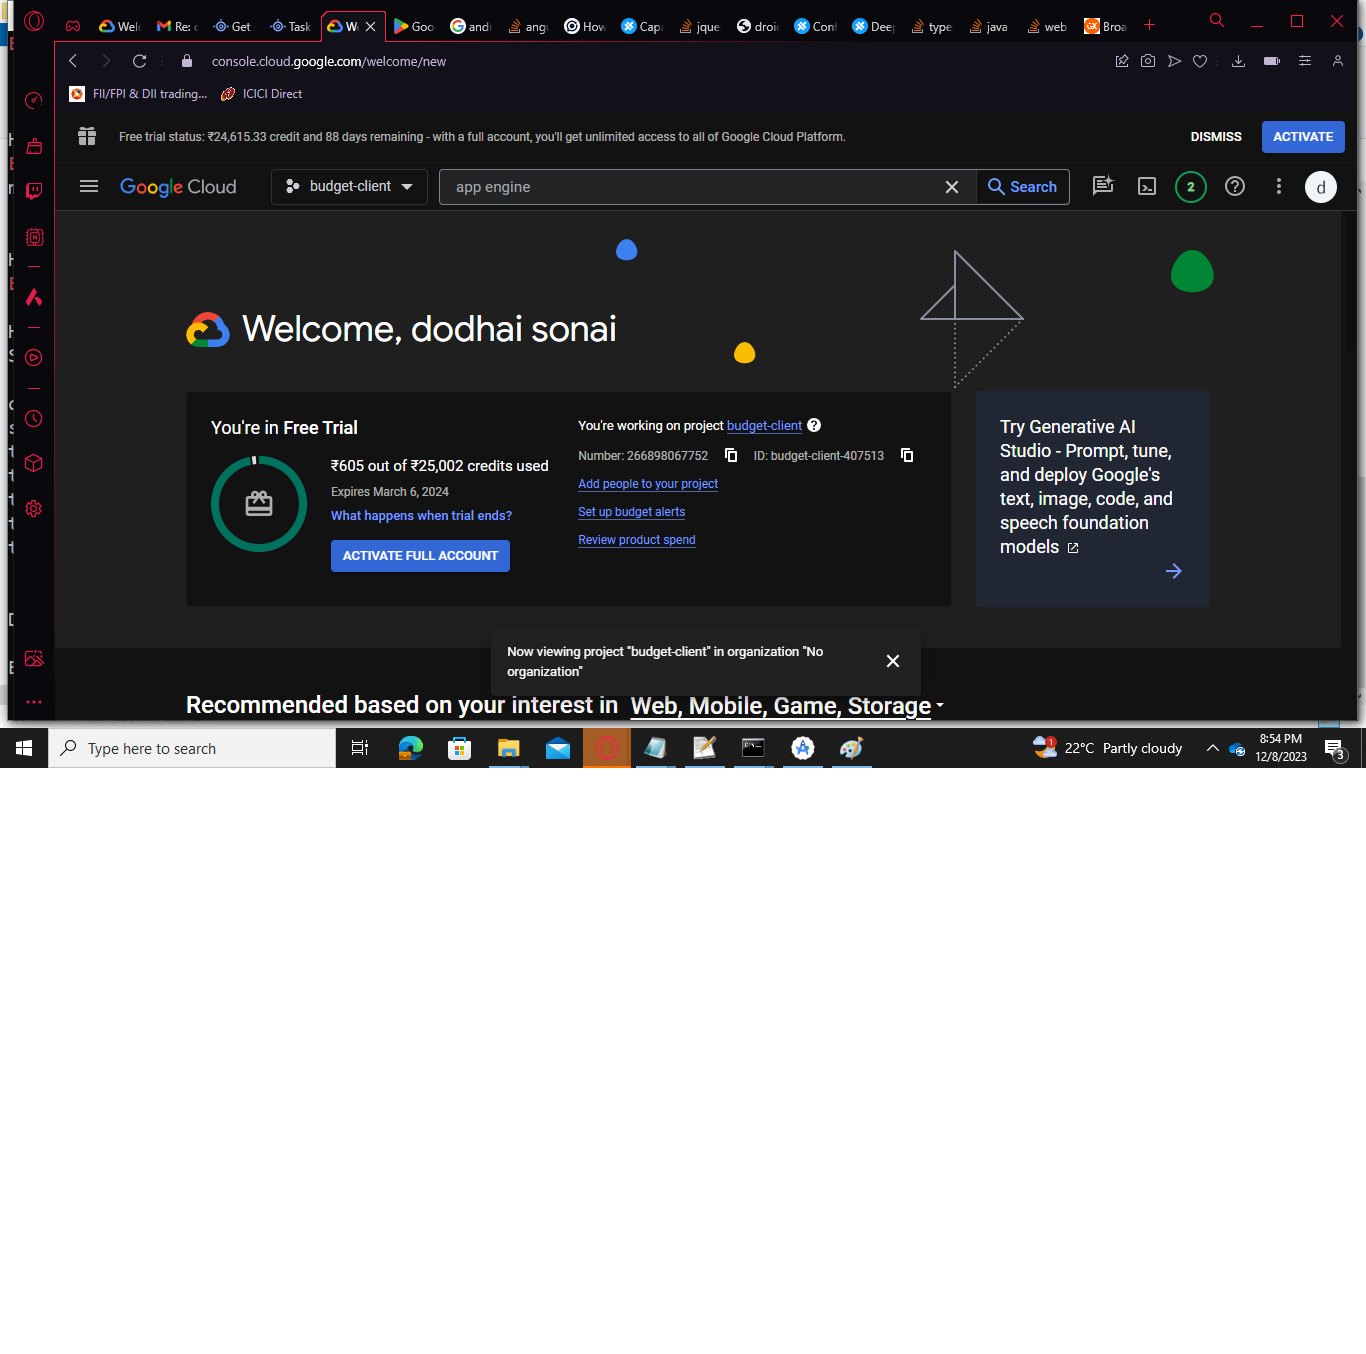 Welc
Re: c
Get
Task
W
Goo
andr
angu
How
Capa
jque
droid
Conf
Deep
type
java
web
Broa
console.cloud.google.com/welcome/new
FII/FPI & DII trading...
ICICI Direct
Free trial status: ₹24,615.33 credit and 88 days remaining - with a full account, you'll get unlimited access to all of Google Cloud Platform.
DISMISS
ACTIVATE
Google Cloud
budget-client
app engine
Search
2
d
Welcome, dodhai sonai
You're in Free Trial
₹605 out of ₹25,002 credits used
Expires March 6, 2024
What happens when trial ends?
ACTIVATE FULL ACCOUNT
You're working on project budget-client
Number: 266898067752
ID: budget-client-407513
Add people to your project
Set up budget alerts
Review product spend
Try Generative AI
Studio - Prompt, tune,
and deploy Google's
text, image, code, and
speech foundation
models
Now viewing project "budget-client" in organization "No
organization"
Recommended based on your interest in Web, Mobile, Game, Storage
Type here to search
1
22°C Partly cloudy
8:54 PM
12/8/2023
3